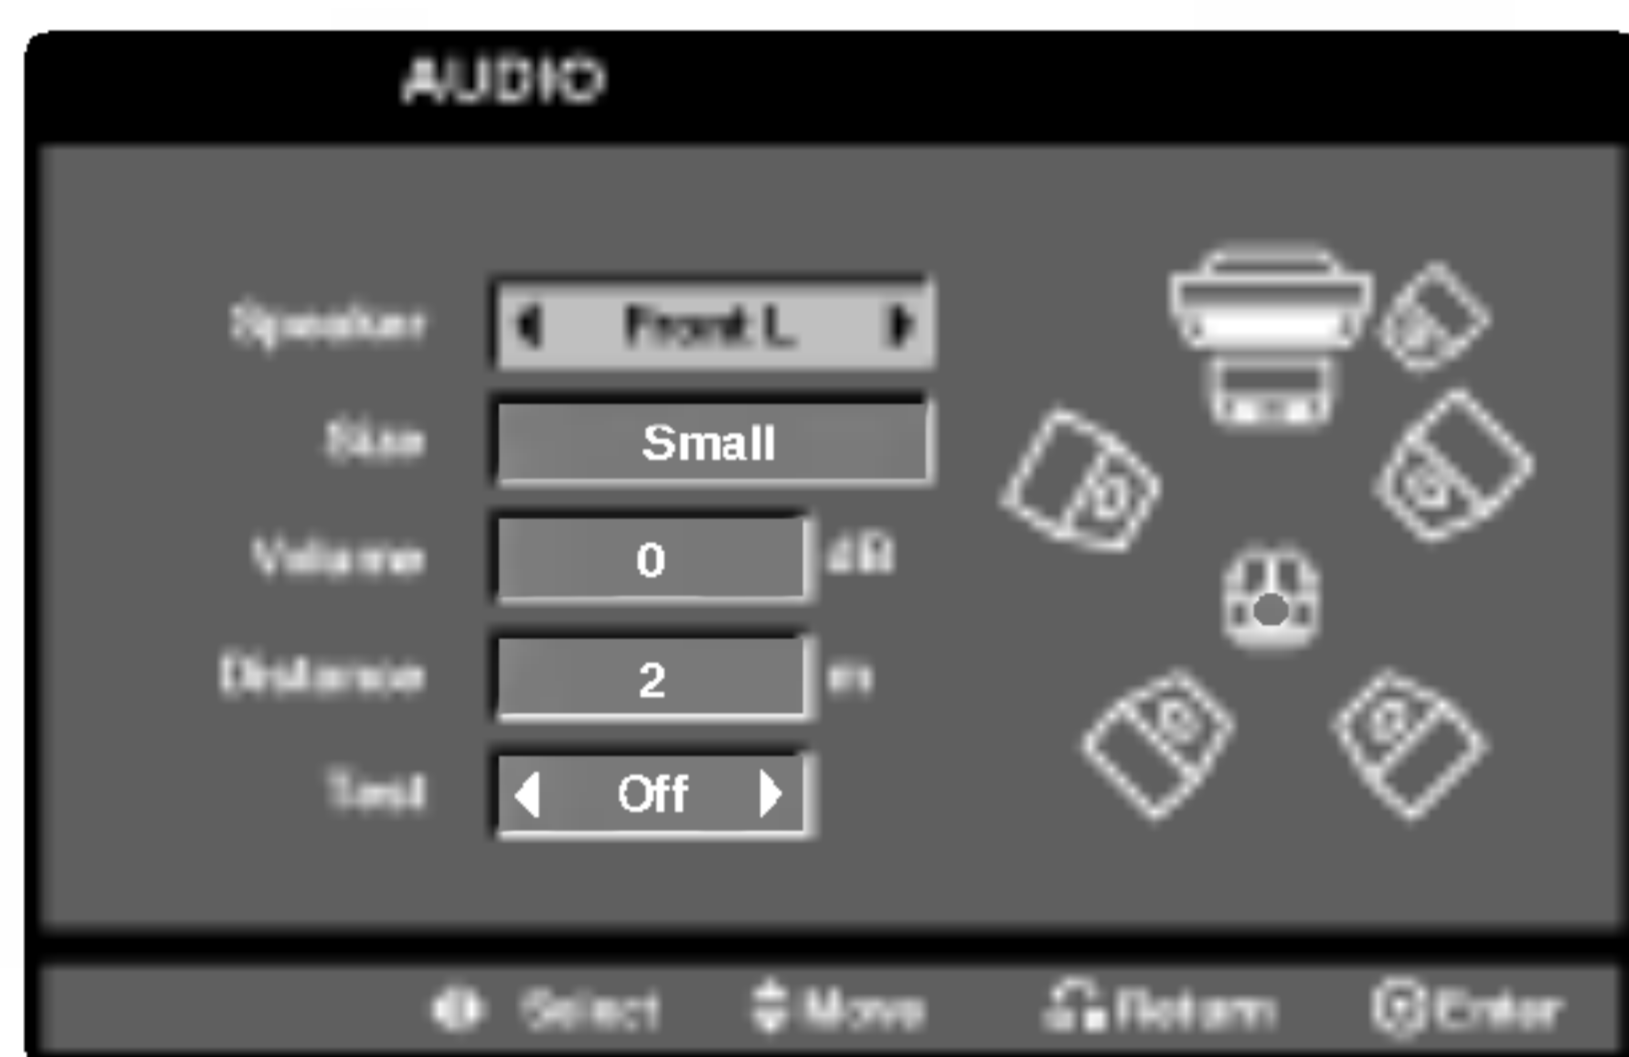 AUDIO
Speaker Front L
Size Small
Volume 0 dB
Distance 2 m
Test Off
Select Move Return Enter